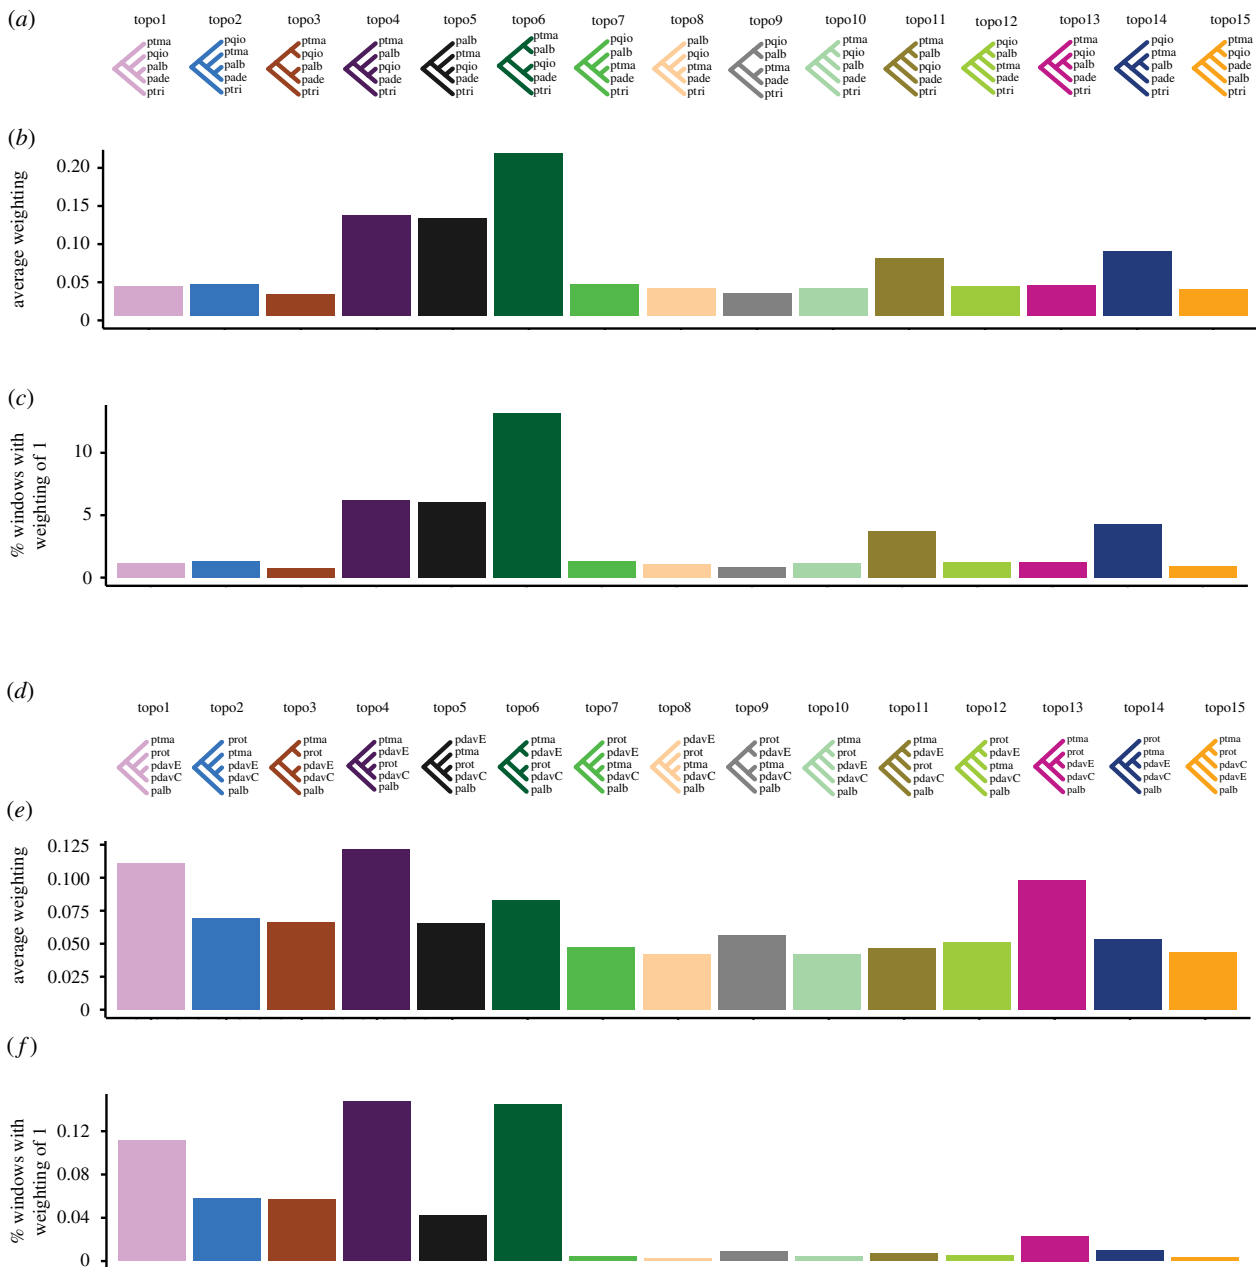 (a)
topo1 topo2 topo3 topo4 topo5 topo6 topo7 topo8 topo9 topo10 topo11 topo12 topo13 topo14 topo15
ptma pqio ptma ptma palb ptma pqio palb pqio ptma ptma pqio ptma pqio ptma
pqio ptma pqio palb ptma palb palb pqio palb pqio palb palb pqio ptma pqio
palb palb palb pqio pqio pqio ptma ptma ptma palb pqio ptma palb palb pade
pade pade pade pade pade pade pade pade pade pade pade pade pade pade palb
ptri ptri ptri ptri ptri ptri ptri ptri ptri ptri ptri ptri ptri ptri ptri
(b)
average weighting
0.20
0.15
0.10
0.05
0
(c)
% windows with
weighting of 1
10
5
0
(d)
topo1 topo2 topo3 topo4 topo5 topo6 topo7 topo8 topo9 topo10 topo11 topo12 topo13 topo14 topo15
ptma prot ptma ptma pdavE ptma prot pdavE prot ptma ptma prot ptma prot ptma
prot ptma prot pdavE ptma pdavE pdavE prot pdavE prot pdavE pdavE prot ptma prot
pdavE pdavE pdavE prot prot prot ptma ptma ptma pdavE prot ptma pdavE pdavE pdavC
pdavC pdavC pdavC pdavC pdavC pdavC pdavC pdavC pdavC pdavC pdavC pdavC pdavC pdavC pdavE
palb palb palb palb palb palb palb palb palb palb palb palb palb palb palb
(e)
average weighting
0.125
0.100
0.075
0.050
0.025
0
(f)
% windows with
weighting of 1
0.12
0.08
0.04
0